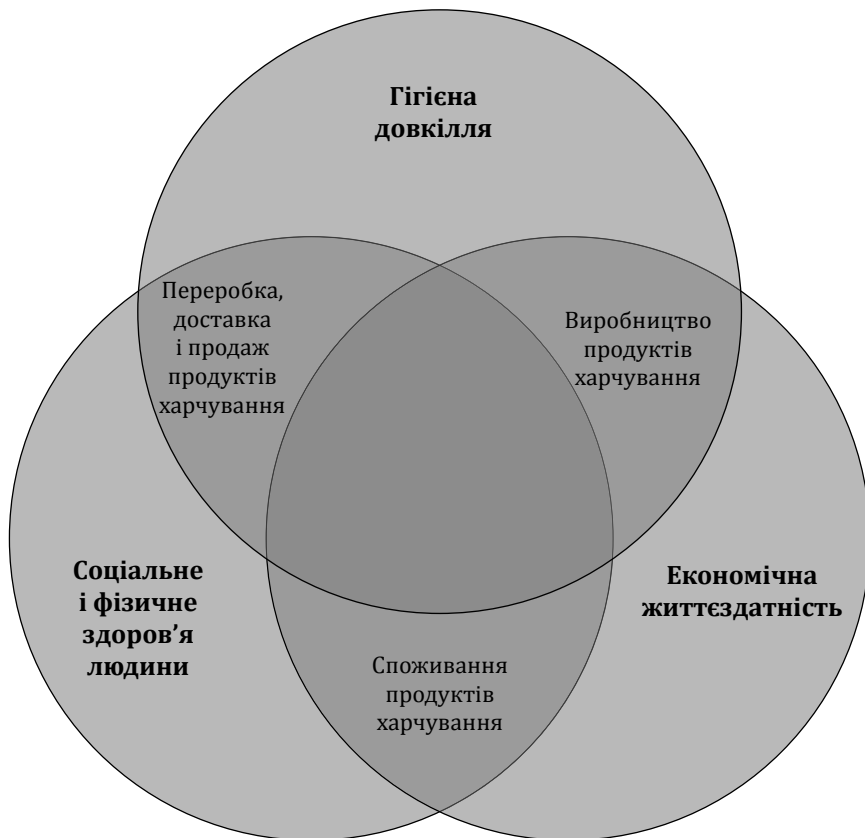 Гігієна
довкілля
Переробка,
доставка
і продаж
продуктів
харчування
Виробництво
продуктів
харчування
Соціальне
і фізичне
здоров’я
людини
Економічна
життєздатність
Споживання
продуктів
харчування